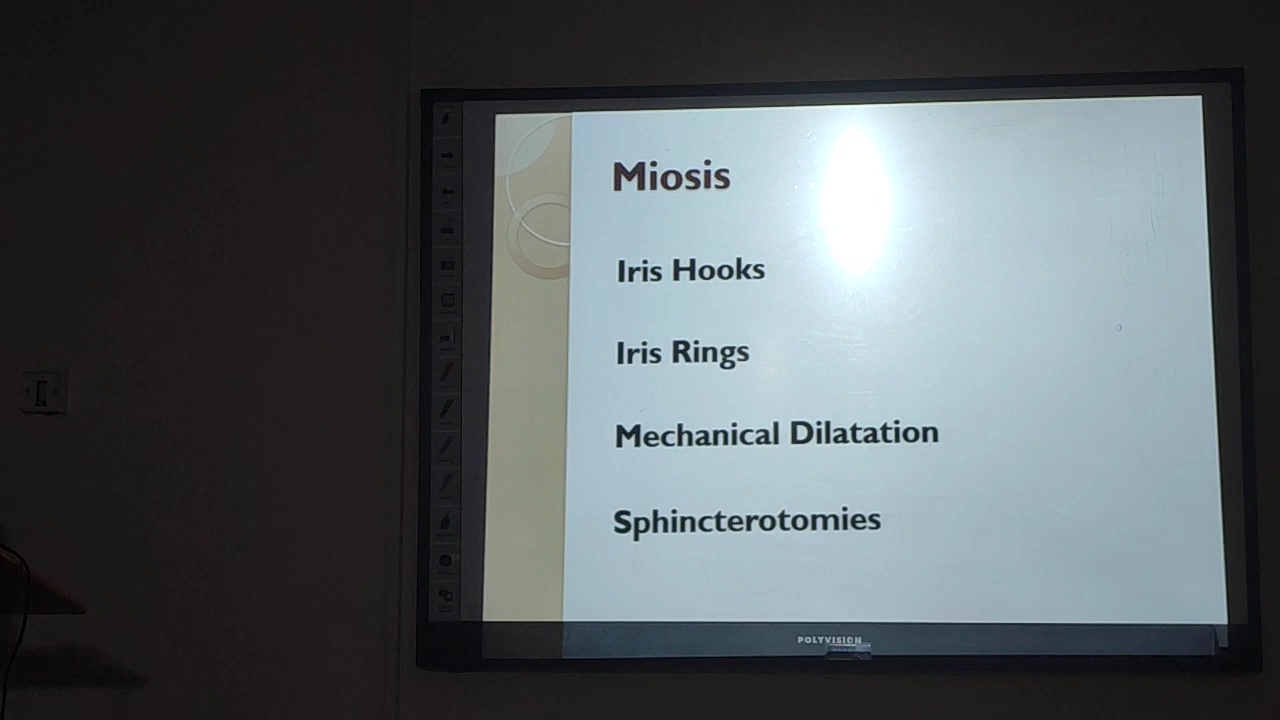 Miosis
Iris Hooks
Iris Rings
Mechanical Dilatation
Sphincterotomies
POLYVISION